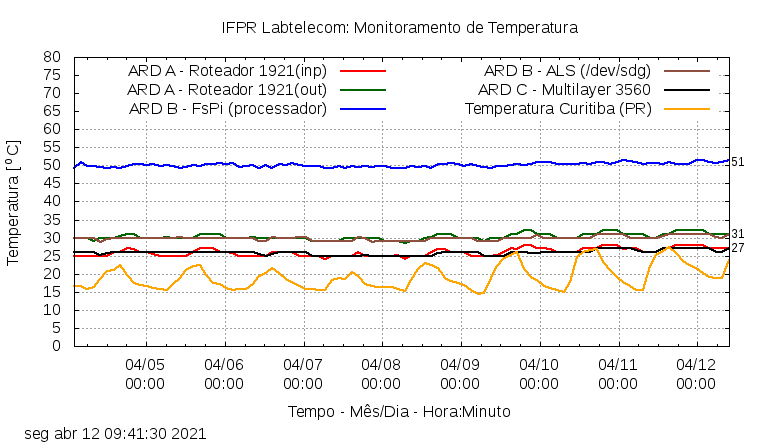 IFPR Labtelecom: Monitoramento de Temperatura
ARD A - Roteador 1921(inp)
ARD A - Roteador 1921(out)
ARD B - FsPi (processador)
ARD B - ALS (/dev/sdg)
ARD C - Multilayer 3560
Temperatura Curitiba (PR)
Temperatura [ºC]
80
75
70
65
60
55
50
45
40
35
30
25
20
15
10
5
0
51
31
27
04/05 04/06 04/07 04/08 04/09 04/10 04/11 04/12
00:00 00:00 00:00 00:00 00:00 00:00 00:00 00:00
Tempo - Mês/Dia - Hora:Minuto
seg abr 12 09:41:30 2021